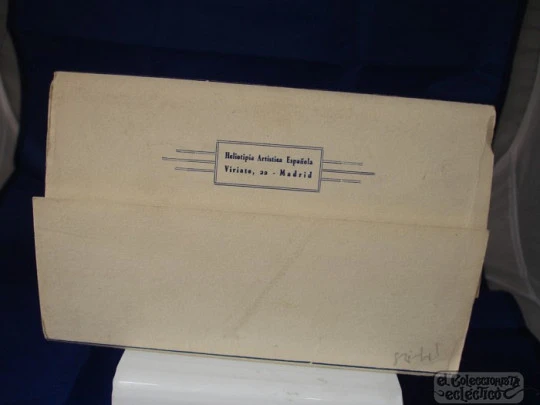 Heliotipia Artística Española
Viriato, 20 - Madrid
el Coleccionista
ecléctico